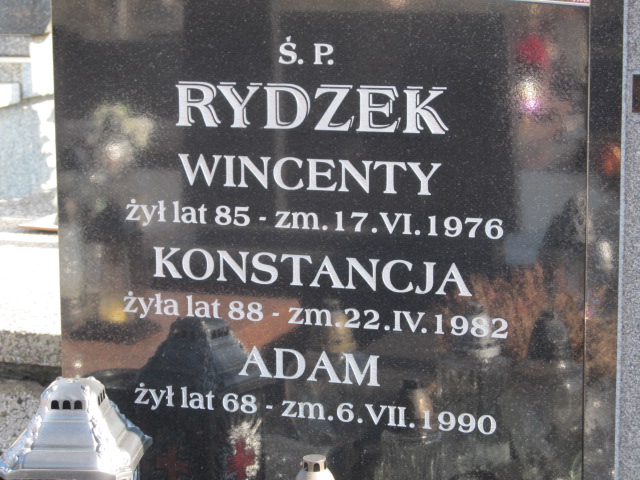 Ś. P.
RYDZEK
WINCENTY
żył lat 85 - zm. 17. VI. 1976
KONSTANCJA
żyła lat 88 - zm. 22. IV. 1982
ADAM
żył lat 68 - zm. 6. VII. 1990